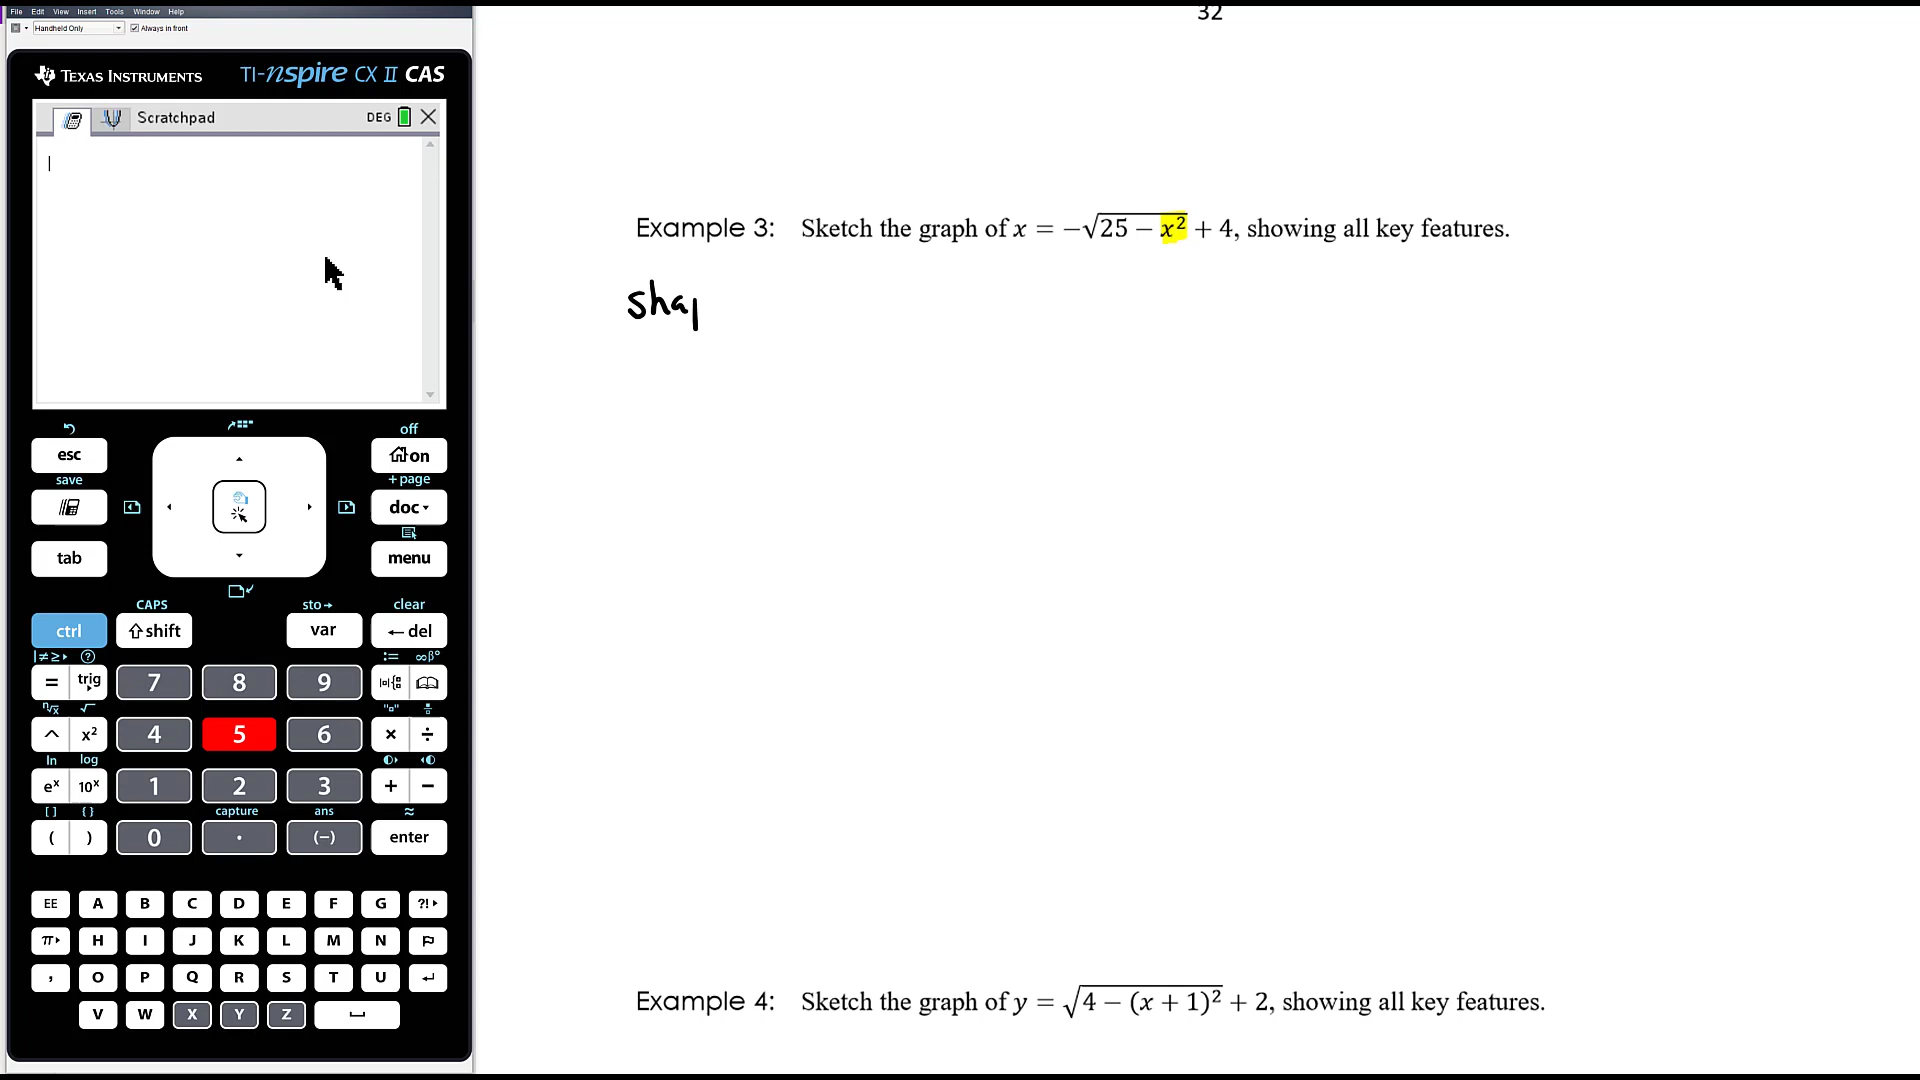 File Edit View Insert Tools Window Help
Handheld Only Always in front
32
TEXAS INSTRUMENTS TI-nspire CX II CAS
Scratchpad DEG
Example 3: Sketch the graph of x = −√(25 − x²) + 4, showing all key features.
shap
off
esc on
save + page
doc
tab menu
CAPS sto→ clear
ctrl shift var ←del
|≠≥▸ ? := ∞β°
= trig 7 8 9 |□|{
ⁿ√x √ "□"
^ x² 4 5 6 × ÷
ln log
eˣ 10ˣ 1 2 3 + −
[ ] { } capture ans ≈
( ) 0 . (−) enter
EE A B C D E F G ?!▸
π▸ H I J K L M N
, O P Q R S T U ↵
V W X Y Z
Example 4: Sketch the graph of y = √(4 − (x + 1)²) + 2, showing all key features.